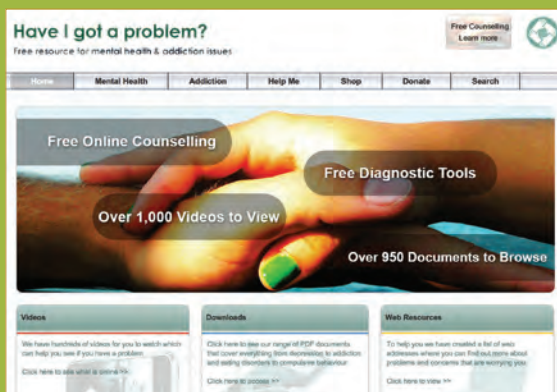 Have I got a problem?
Free resource for mental health & addiction issues
Free Counselling
Learn more
Home Mental Health Addiction Help Me Shop Donate Search
Free Online Counselling
Free Diagnostic Tools
Over 1,000 Videos to View
Over 950 Documents to Browse
Videos
We have hundreds of videos for you to watch which
can help you see if you have a problem
Click here to see what is online >>
Downloads
Click here to see our range of PDF documents
that cover everything from depression to addiction
and eating disorders to compulsive behaviour
Click here to access >>
Web Resources
To help you we have created a list of web
addresses where you can find out more about
problems and concerns that are worrying you
Click here to view >>